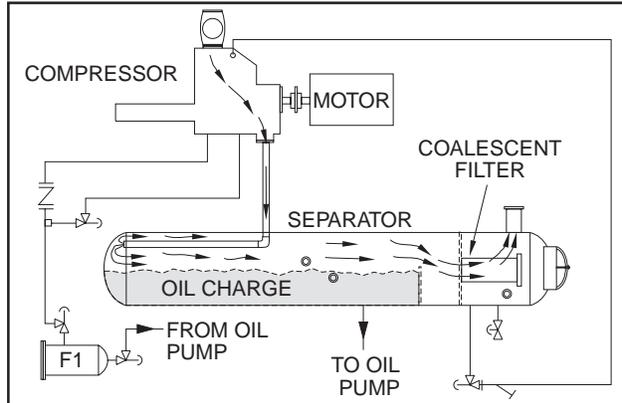 COMPRESSOR
MOTOR
COALESCENT
FILTER
SEPARATOR
OIL CHARGE
FROM OIL
PUMP
F1
TO OIL
PUMP